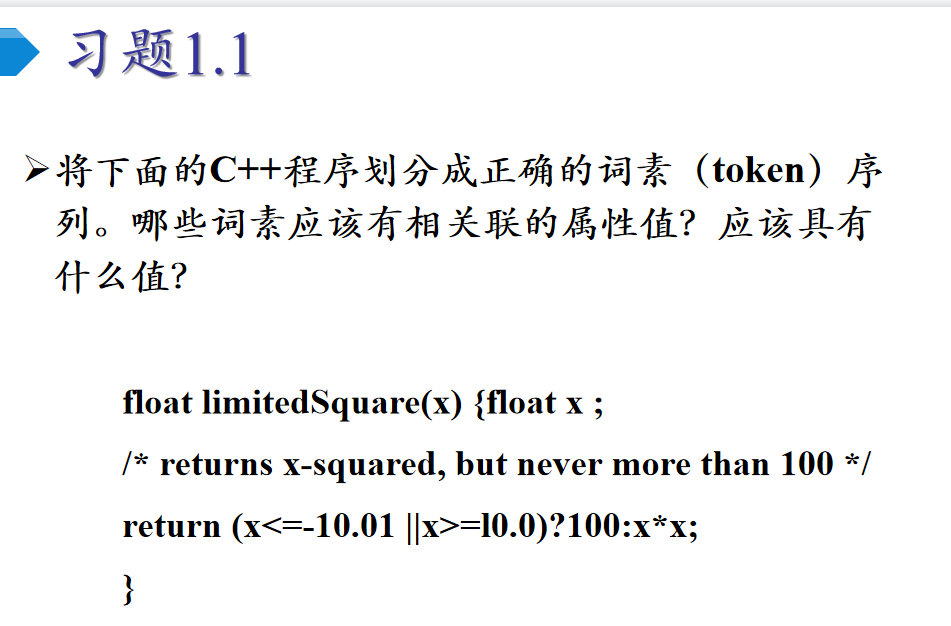 习题1.1
将下面的C++程序划分成正确的词素（token）序
列。哪些词素应该有相关联的属性值？应该具有
什么值？
float limitedSquare(x) {float x ;
/* returns x-squared, but never more than 100 */
return (x<=-10.01 ||x>=l0.0)?100:x*x;
}